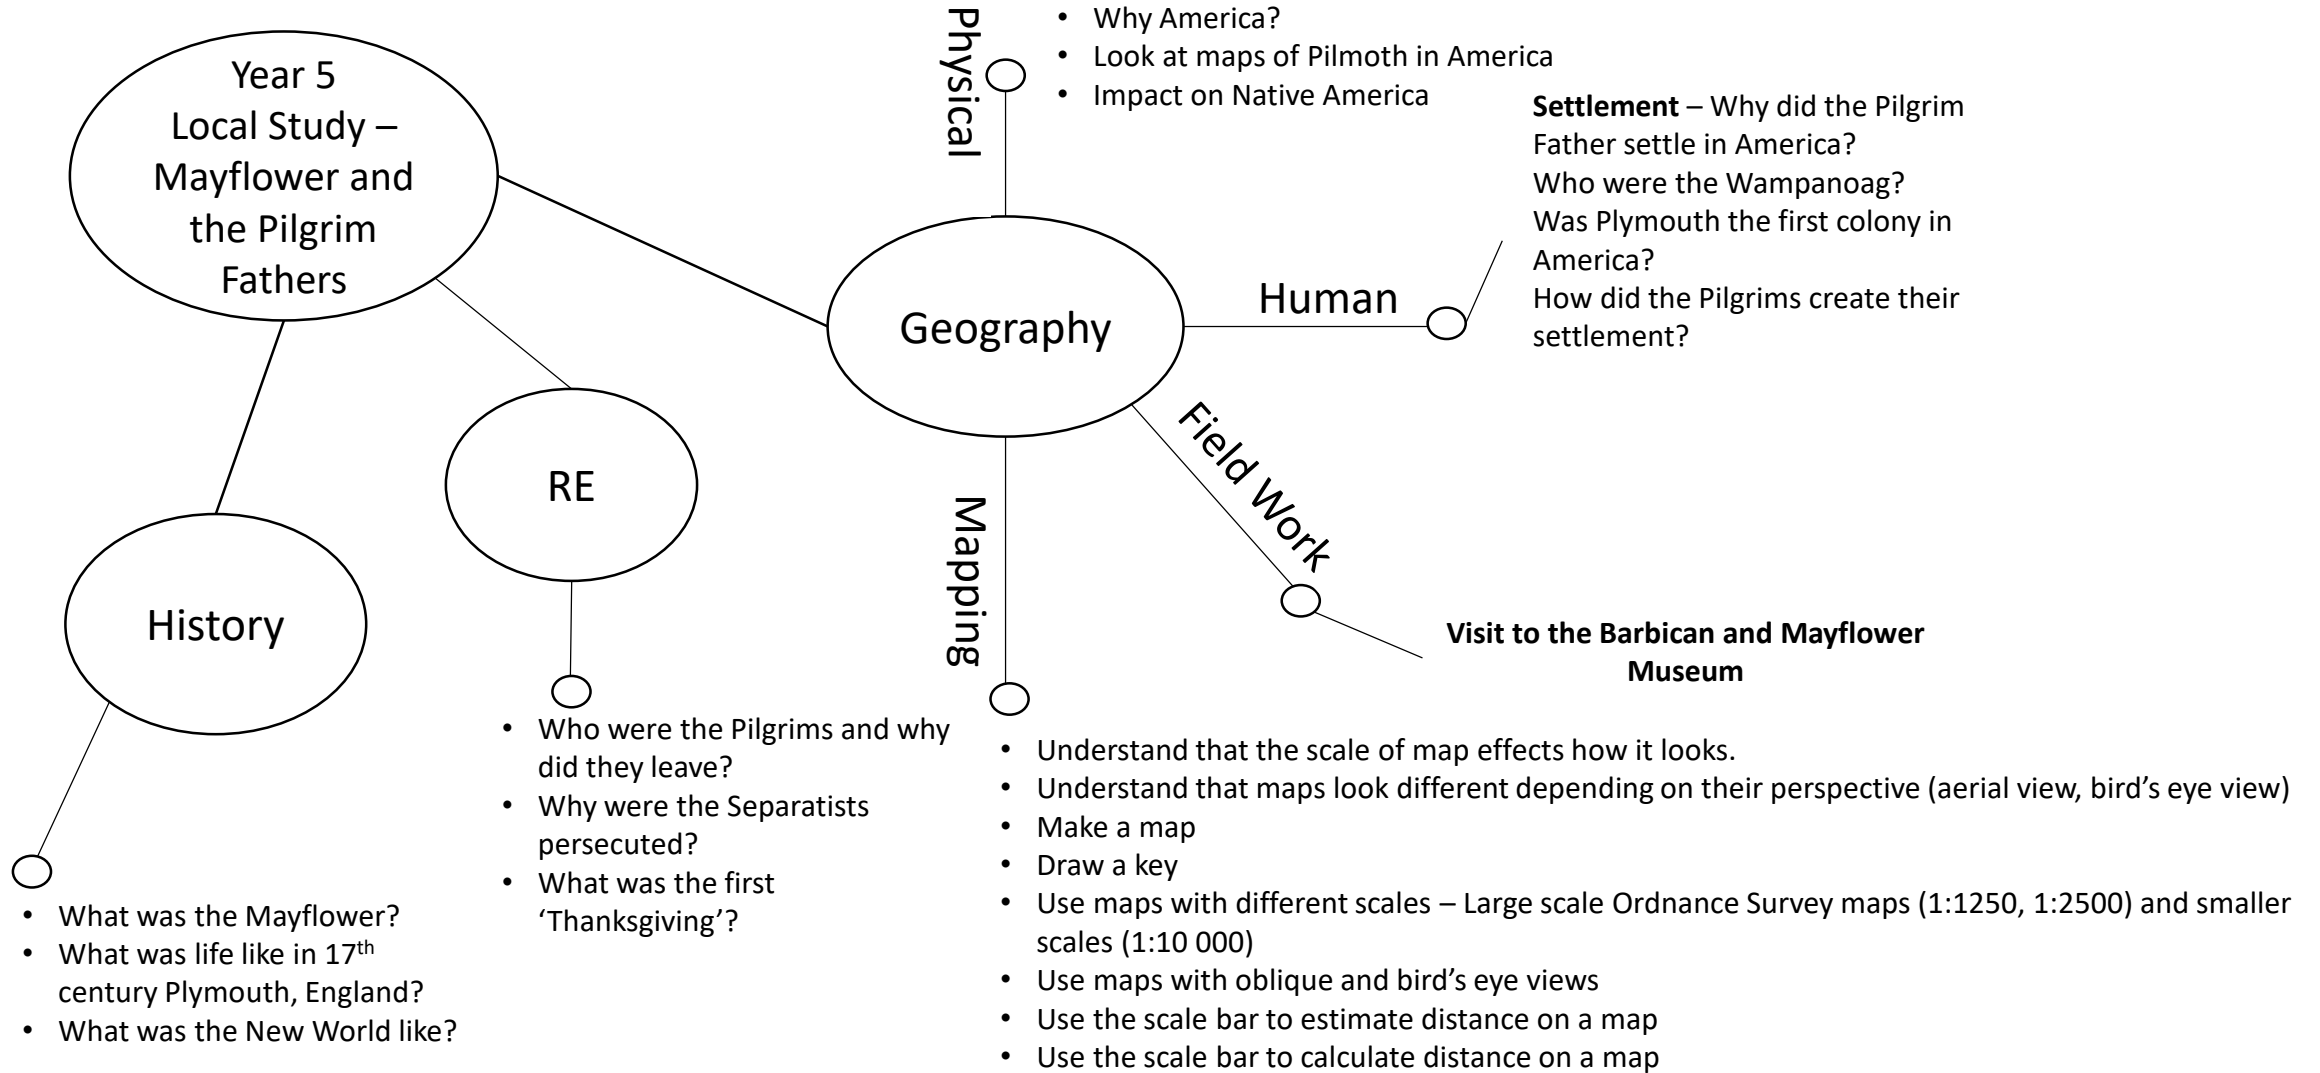 Year 5
Local Study –
Mayflower and
the Pilgrim
Fathers
History
• What was the Mayflower?
• What was life like in 17th
century Plymouth, England?
• What was the New World like?
RE
• Who were the Pilgrims and why
did they leave?
• Why were the Separatists
persecuted?
• What was the first
‘Thanksgiving’?
Geography
Physical
• Why America?
• Look at maps of Pilmoth in America
• Impact on Native America
Human
Settlement – Why did the Pilgrim
Father settle in America?
Who were the Wampanoag?
Was Plymouth the first colony in
America?
How did the Pilgrims create their
settlement?
Field Work
Visit to the Barbican and Mayflower
Museum
Mapping
• Understand that the scale of map effects how it looks.
• Understand that maps look different depending on their perspective (aerial view, bird’s eye view)
• Make a map
• Draw a key
• Use maps with different scales – Large scale Ordnance Survey maps (1:1250, 1:2500) and smaller
scales (1:10 000)
• Use maps with oblique and bird’s eye views
• Use the scale bar to estimate distance on a map
• Use the scale bar to calculate distance on a map